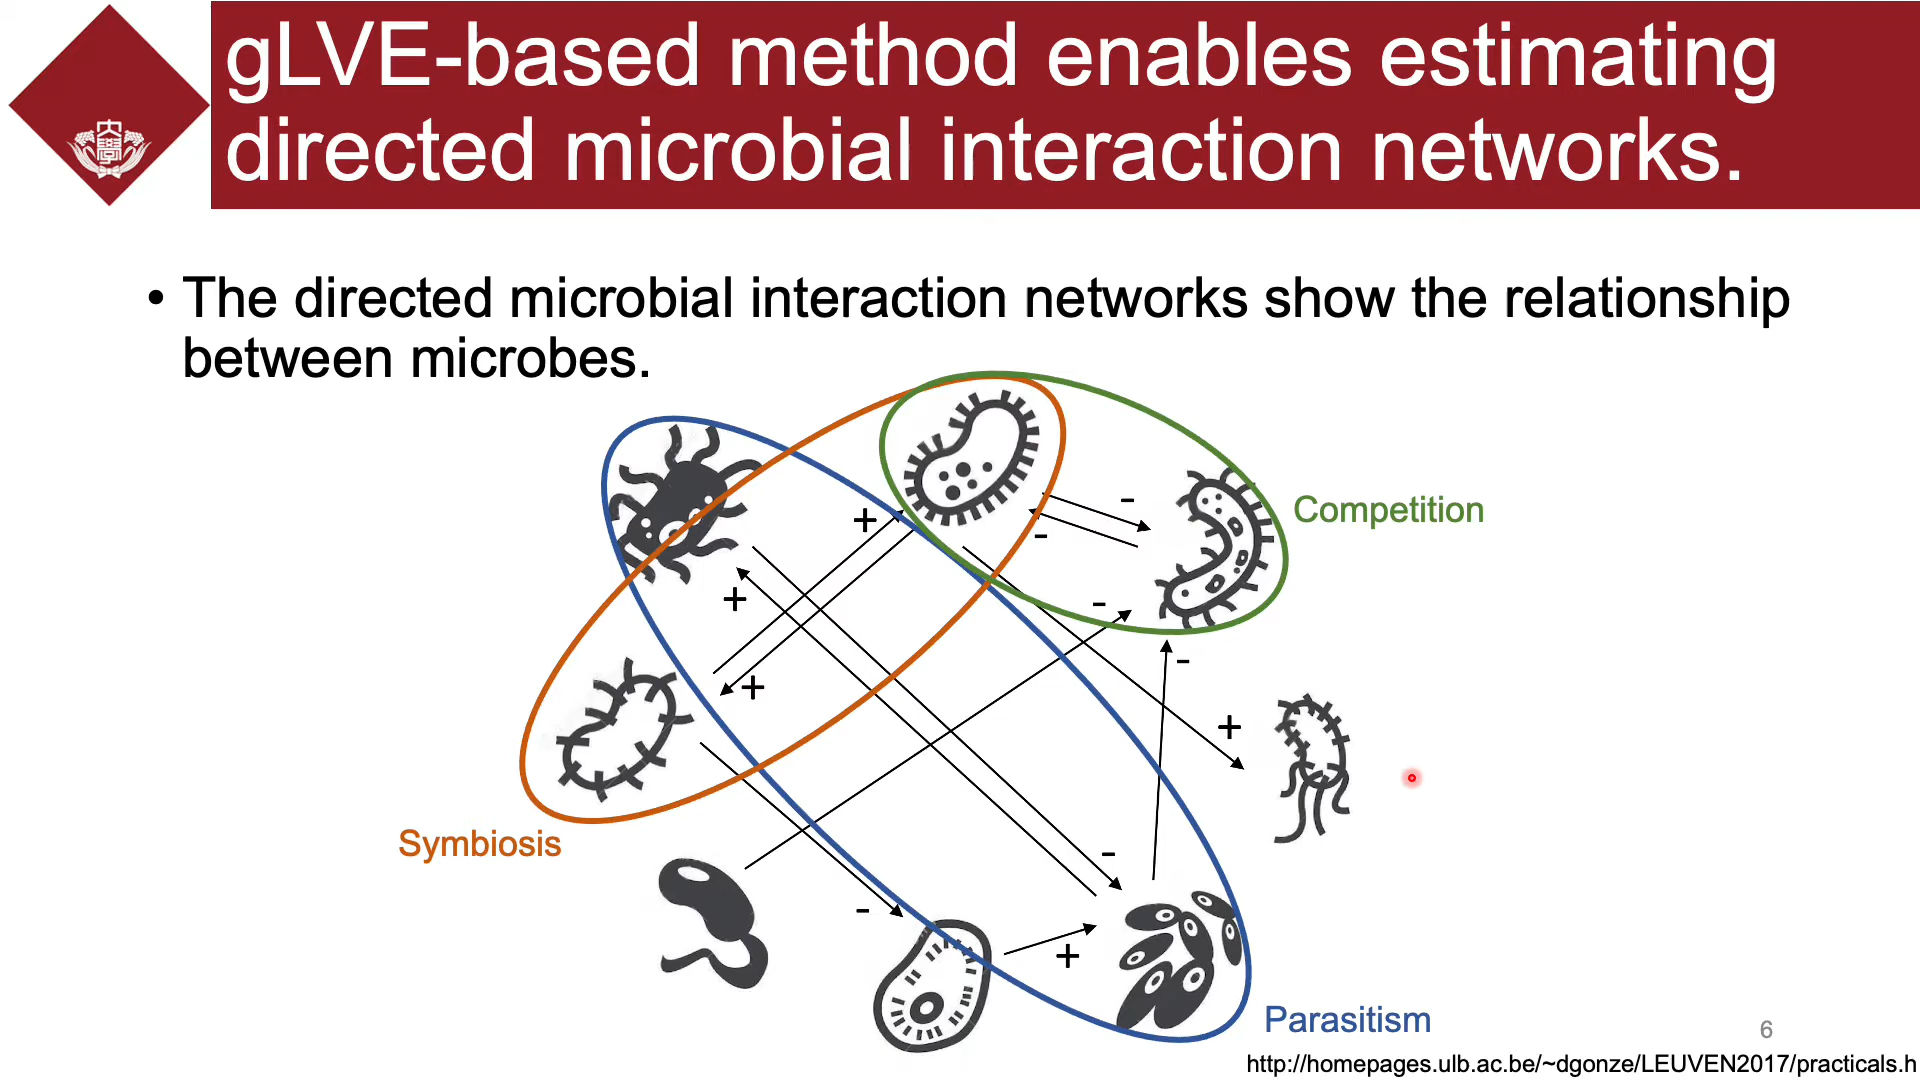 gLVE-based method enables estimating
directed microbial interaction networks.
• The directed microbial interaction networks show the relationship
between microbes.
Competition
Symbiosis
Parasitism
+
-
-
+
-
-
+
+
-
-
+
6
http://homepages.ulb.ac.be/~dgonze/LEUVEN2017/practicals.h